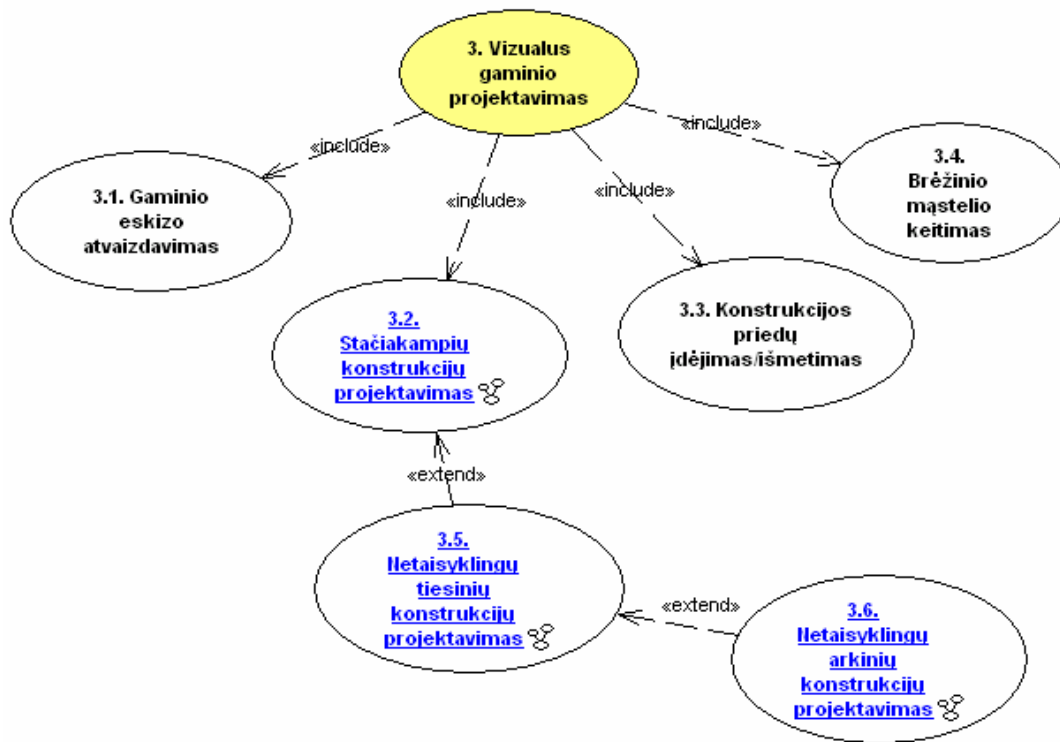 3. Vizualus
gaminio
projektavimas
«include»
«include»
«include»
«include»
3.1. Gaminio
eskizo
atvaizdavimas
3.4.
Brėžinio
mąstelio
keitimas
3.2.
Stačiakampių
konstrukcijų
projektavimas
3.3. Konstrukcijos
priedų
įdėjimas/išmetimas
«extend»
3.5.
Netaisyklingų
tiesinių
konstrukcijų
projektavimas
«extend»
3.6.
Netaisyklingų
arkinių
konstrukcijų
projektavimas